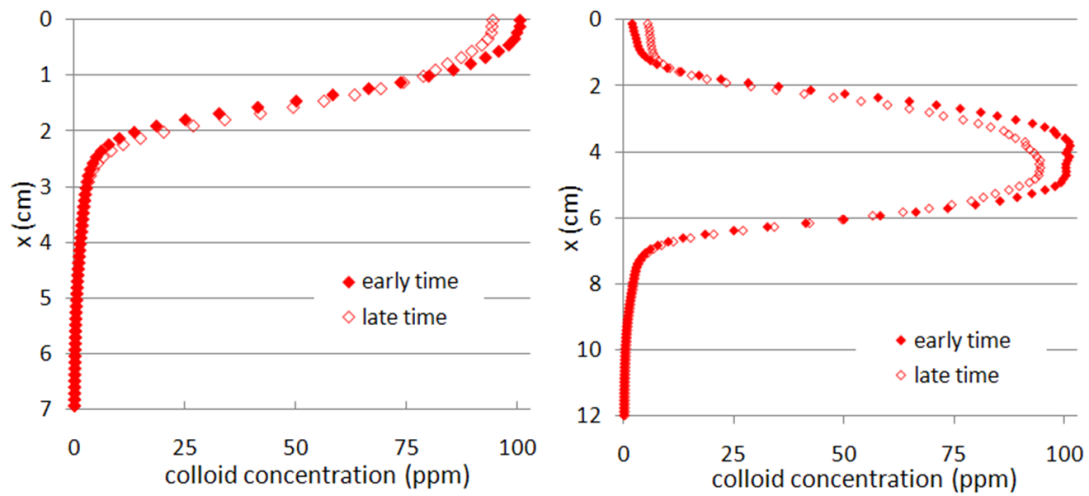 0
1
2
3
4
5
6
7
x (cm)
0 25 50 75 100
colloid concentration (ppm)
early time
late time
0
2
4
6
8
10
12
x (cm)
0 25 50 75 100
colloid concentration (ppm)
early time
late time